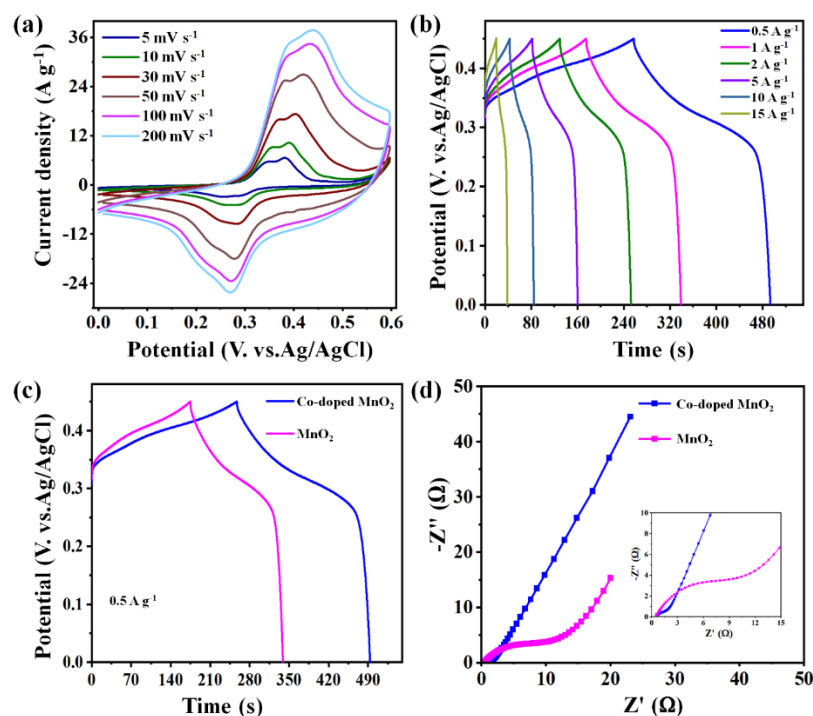 (a)
5 mV s⁻¹
10 mV s⁻¹
30 mV s⁻¹
50 mV s⁻¹
100 mV s⁻¹
200 mV s⁻¹
36
24
12
0
-12
-24
Current density (A g⁻¹)
0.0 0.1 0.2 0.3 0.4 0.5 0.6
Potential (V. vs.Ag/AgCl)
(b)
0.5 A g⁻¹
1 A g⁻¹
2 A g⁻¹
5 A g⁻¹
10 A g⁻¹
15 A g⁻¹
0.4
0.3
0.2
0.1
0.0
Potential (V. vs.Ag/AgCl)
0 80 160 240 320 400 480
Time (s)
(c)
Co-doped MnO₂
MnO₂
0.4
0.3
0.2
0.1
0.0
Potential (V. vs.Ag/AgCl)
0.5 A g⁻¹
0 70 140 210 280 350 420 490
Time (s)
(d)
Co-doped MnO₂
MnO₂
50
40
30
20
10
0
-Z'' (Ω)
0 10 20 30 40 50
Z' (Ω)
10
8
6
4
2
0
-Z'' (Ω)
0 3 6 9 12 15
Z' (Ω)